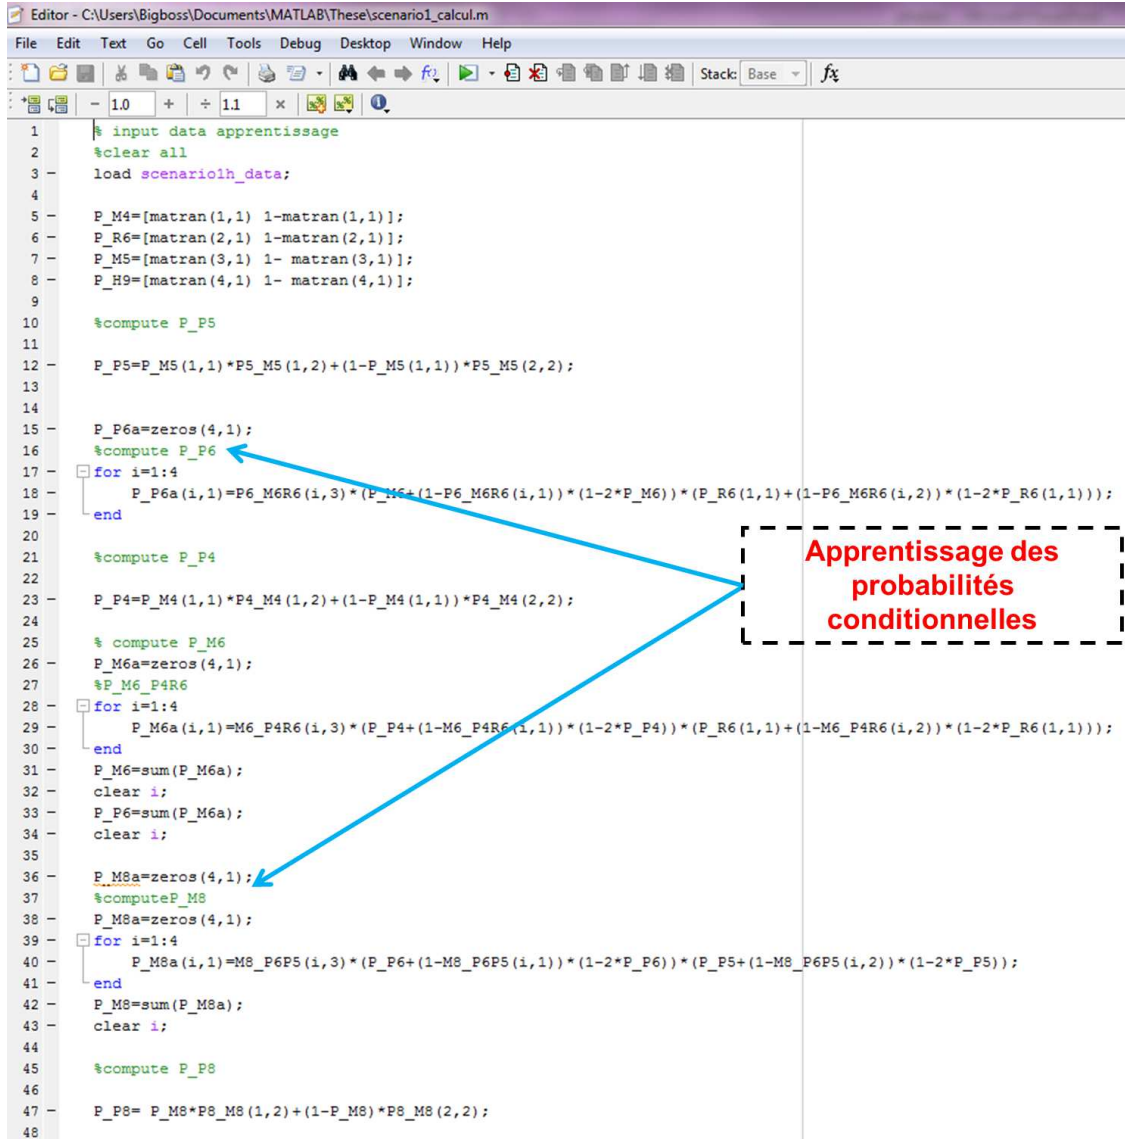 Editor - C:\Users\Bigboss\Documents\MATLAB\These\scenario1_calcul.m
File Edit Text Go Cell Tools Debug Desktop Window Help
Stack: Base fx
- 1.0 + ÷ 1.1 ×
1 % input data apprentissage
2 %clear all
3 - load scenario1h_data;
4
5 - P_M4=[matran(1,1) 1-matran(1,1)];
6 - P_R6=[matran(2,1) 1-matran(2,1)];
7 - P_M5=[matran(3,1) 1- matran(3,1)];
8 - P_H9=[matran(4,1) 1- matran(4,1)];
9
10 %compute P_P5
11
12 - P_P5=P_M5(1,1)*P5_M5(1,2)+(1-P_M5(1,1))*P5_M5(2,2);
13
14
15 - P_P6a=zeros(4,1);
16 %compute P_P6
17 - for i=1:4
18 - P_P6a(i,1)=P6_M6R6(i,3)*(P_M6+(1-P6_M6R6(i,1))*(1-2*P_M6))*(P_R6(1,1)+(1-P6_M6R6(i,2))*(1-2*P_R6(1,1)));
19 - end
20
21 %compute P_P4
22
23 - P_P4=P_M4(1,1)*P4_M4(1,2)+(1-P_M4(1,1))*P4_M4(2,2);
24
25 % compute P_M6
26 - P_M6a=zeros(4,1);
27 %P_M6_P4R6
28 - for i=1:4
29 - P_M6a(i,1)=M6_P4R6(i,3)*(P_P4+(1-M6_P4R6(i,1))*(1-2*P_P4))*(P_R6(1,1)+(1-M6_P4R6(i,2))*(1-2*P_R6(1,1)));
30 - end
31 - P_M6=sum(P_M6a);
32 - clear i;
33 - P_P6=sum(P_M6a);
34 - clear i;
35
36 - P_M8a=zeros(4,1);
37 %computeP_M8
38 - P_M8a=zeros(4,1);
39 - for i=1:4
40 - P_M8a(i,1)=M8_P6P5(i,3)*(P_P6+(1-M8_P6P5(i,1))*(1-2*P_P6))*(P_P5+(1-M8_P6P5(i,2))*(1-2*P_P5));
41 - end
42 - P_M8=sum(P_M8a);
43 - clear i;
44
45 %compute P_P8
46
47 - P_P8= P_M8*P8_M8(1,2)+(1-P_M8)*P8_M8(2,2);
48
Apprentissage des
probabilités
conditionnelles